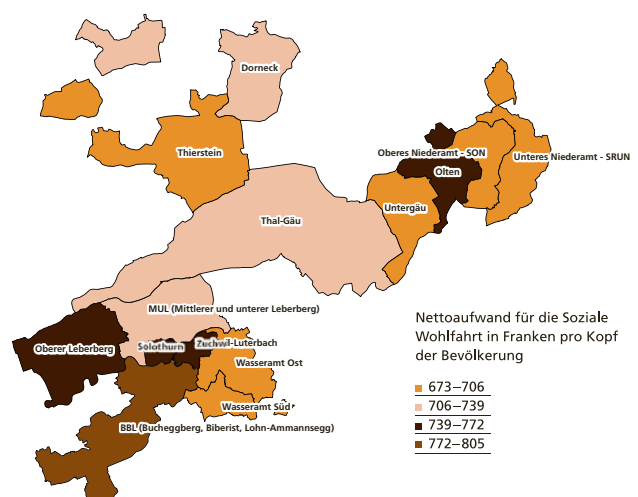 Dorneck
Thierstein
Oberes Niederamt - SON
Unteres Niederamt - SRUN
Olten
Untergäu
Thal-Gäu
MUL (Mittlerer und unterer Leberberg)
Oberer Leberberg
Solothurn
Zuchwil-Luterbach
Wasseramt Ost
Wasseramt Süd
BBL (Bucheggberg, Biberist, Lohn-Ammannsegg)
Nettoaufwand für die Soziale
Wohlfahrt in Franken pro Kopf
der Bevölkerung
673–706
706–739
739–772
772–805